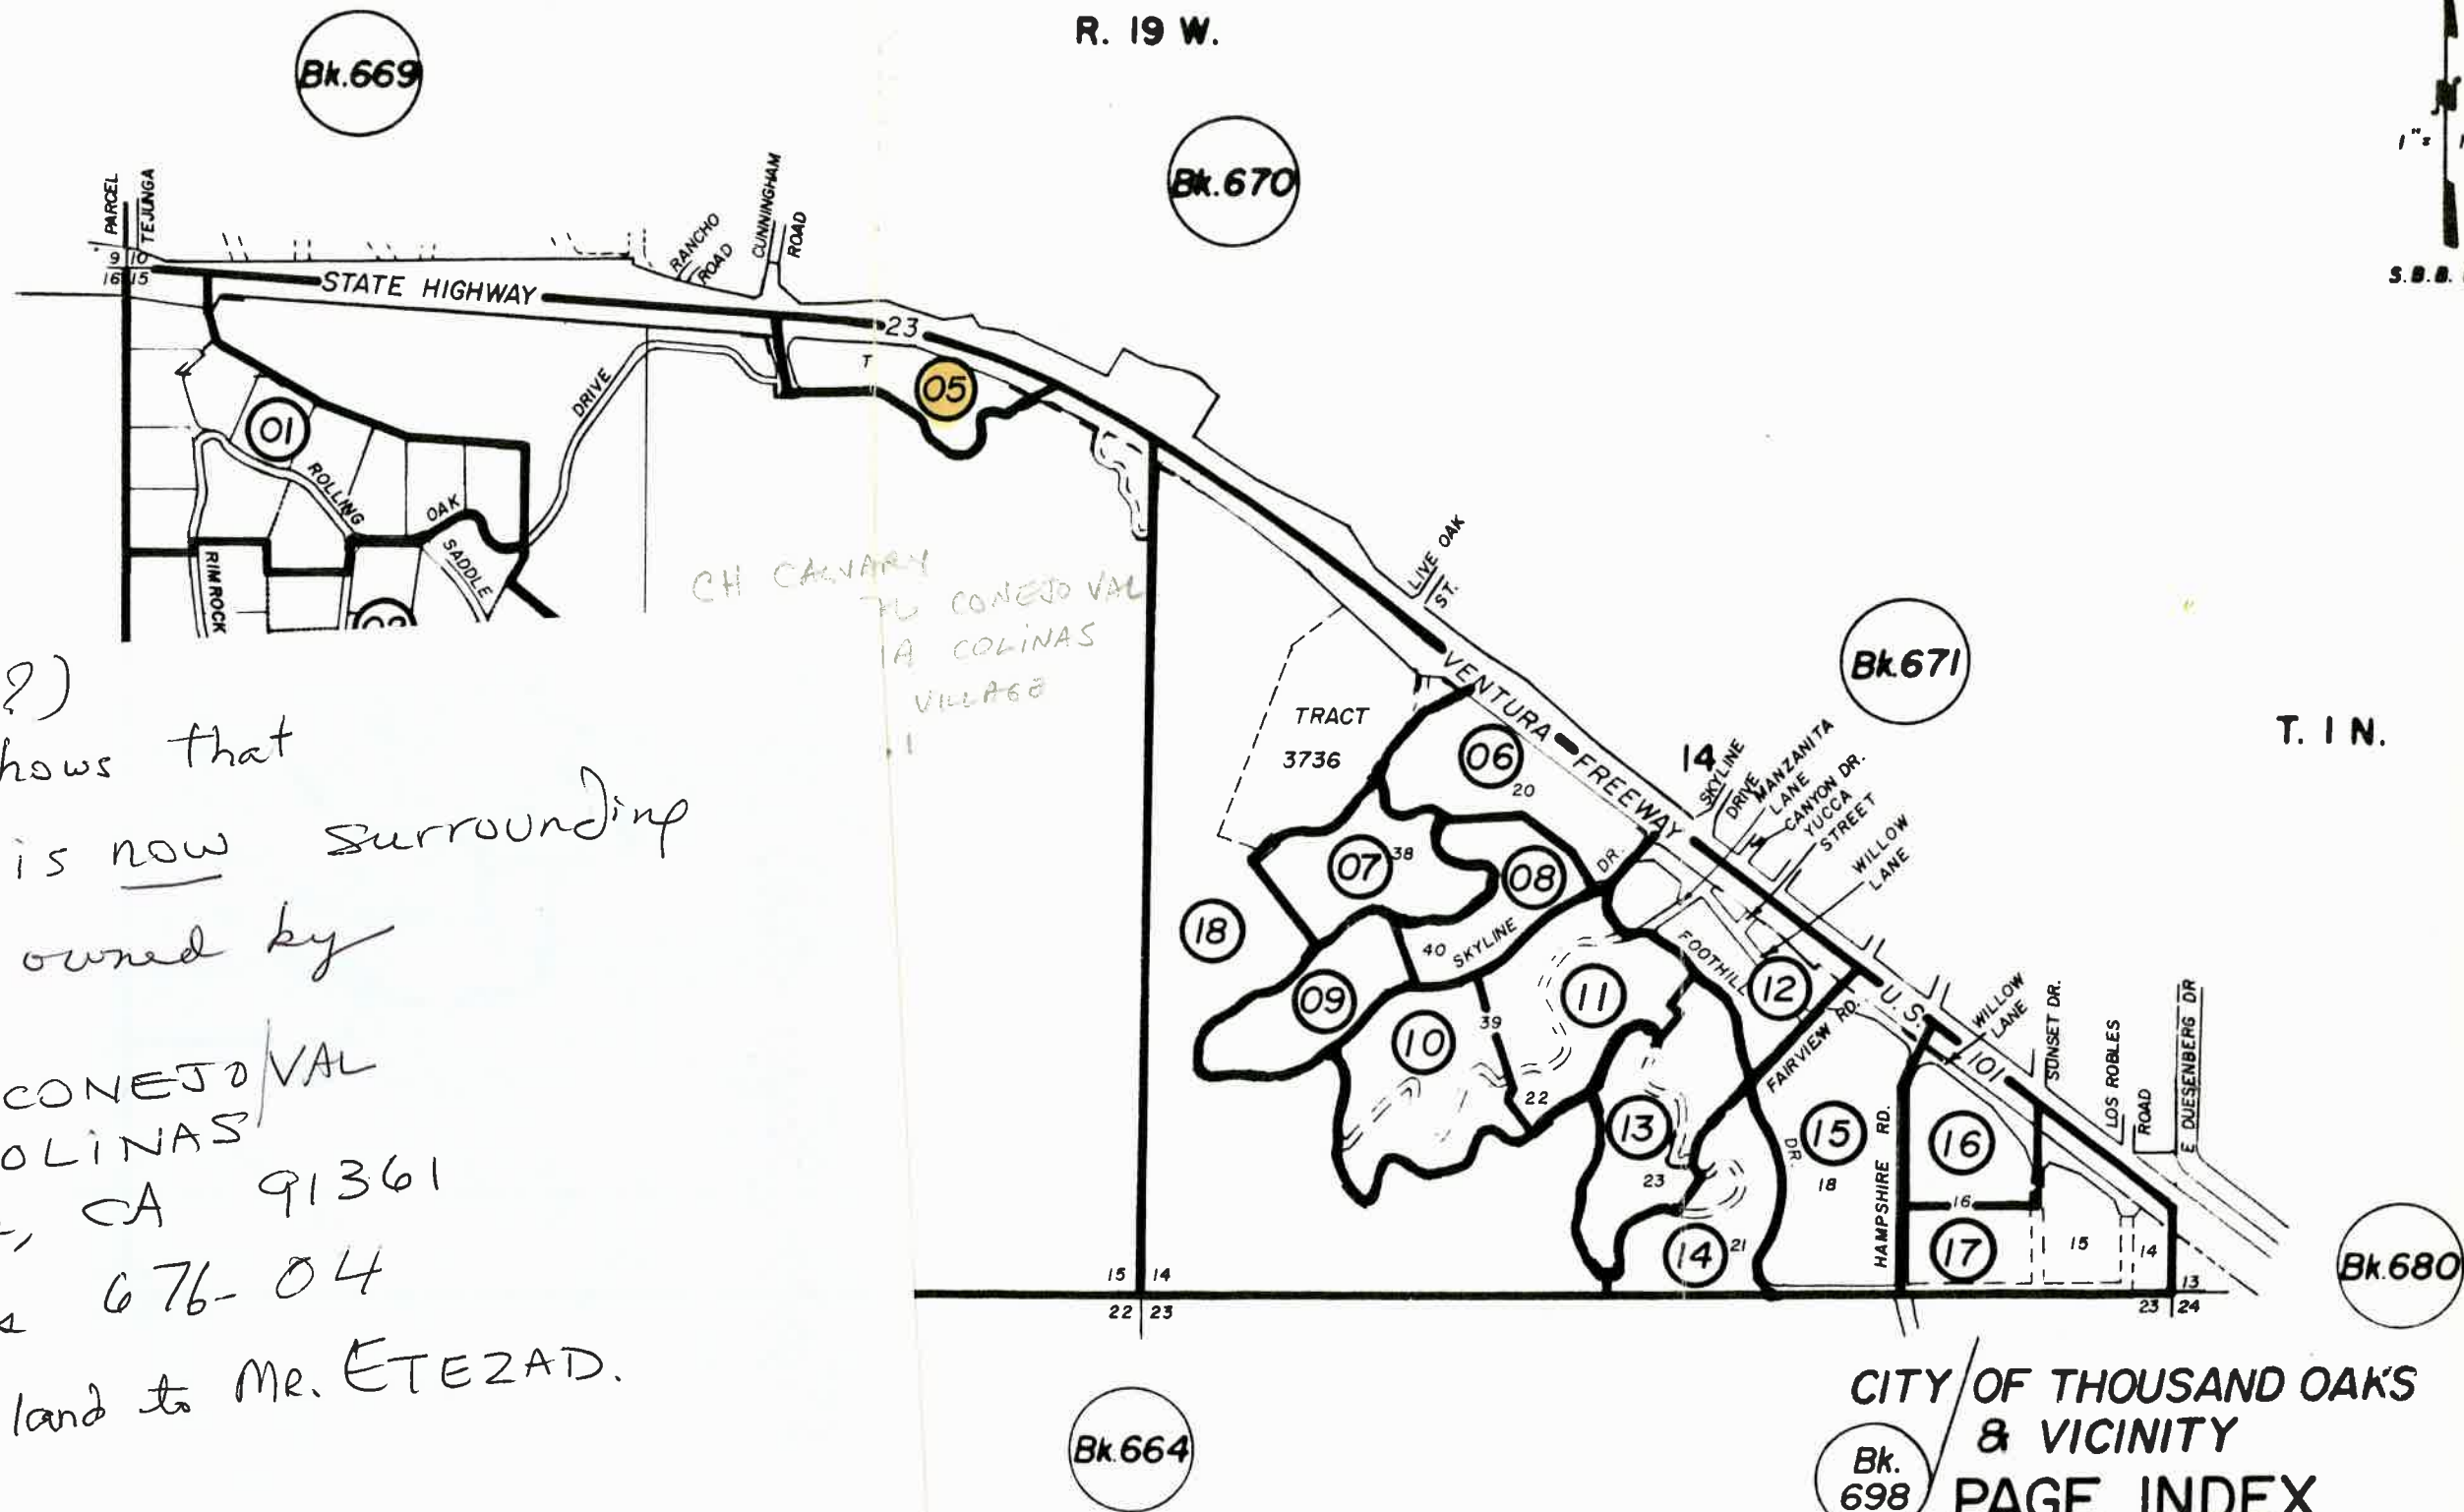 R. 19 W.
Bk.669
Bk.670
1"=
S.B.B.
PARCEL
TEJUNGA
9 10
16 15
STATE HIGHWAY
23
RANCHO
ROAD
CUNNINGHAM
ROAD
T
05
DRIVE
01
ROLLING
OAK
SADDLE
RIMROCK
CH CALVARY
CONEJO VAL
COLINAS
VILLAGE
LIVE OAK
ST.
Bk.671
T. 1 N.
?)
hows that
is now surrounding
owned by
CONEJO VAL
OLINAS
CA 91361
676-04
land to MR. ETEZAD.
TRACT
3736
VENTURA FREEWAY
06
20
14
SKYLINE
DRIVE
MANZANITA
LANE
CANYON DR.
YUCCA
STREET
WILLOW
LANE
07
38
08
DR.
18
40
SKYLINE
FOOTHILL
09
10
39
11
12
FAIRVIEW RD.
U.S.
101
WILLOW
LANE
SUNSET DR.
LOS ROBLES
ROAD
E DUESENBERG DR
22
13
23
DR.
15
18
HAMPSHIRE RD.
16
16
17
15
14
14
21
15 14
22 23
13
23 24
Bk.680
Bk.664
CITY OF THOUSAND OAKS
& VICINITY
Bk.
698
PAGE INDEX